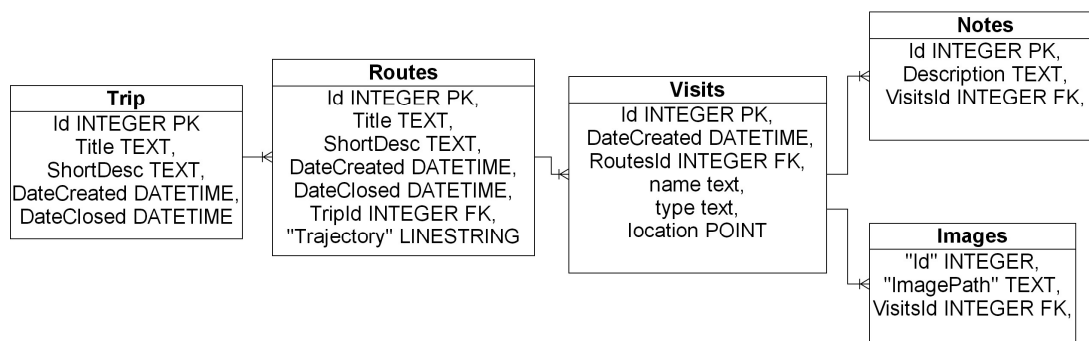 Trip
Id INTEGER PK
Title TEXT,
ShortDesc TEXT,
DateCreated DATETIME,
DateClosed DATETIME
Routes
Id INTEGER PK,
Title TEXT,
ShortDesc TEXT,
DateCreated DATETIME,
DateClosed DATETIME,
TripId INTEGER FK,
"Trajectory" LINESTRING
Visits
Id INTEGER PK,
DateCreated DATETIME,
RoutesId INTEGER FK,
name text,
type text,
location POINT
Notes
Id INTEGER PK,
Description TEXT,
VisitsId INTEGER FK,
Images
"Id" INTEGER,
"ImagePath" TEXT,
VisitsId INTEGER FK,